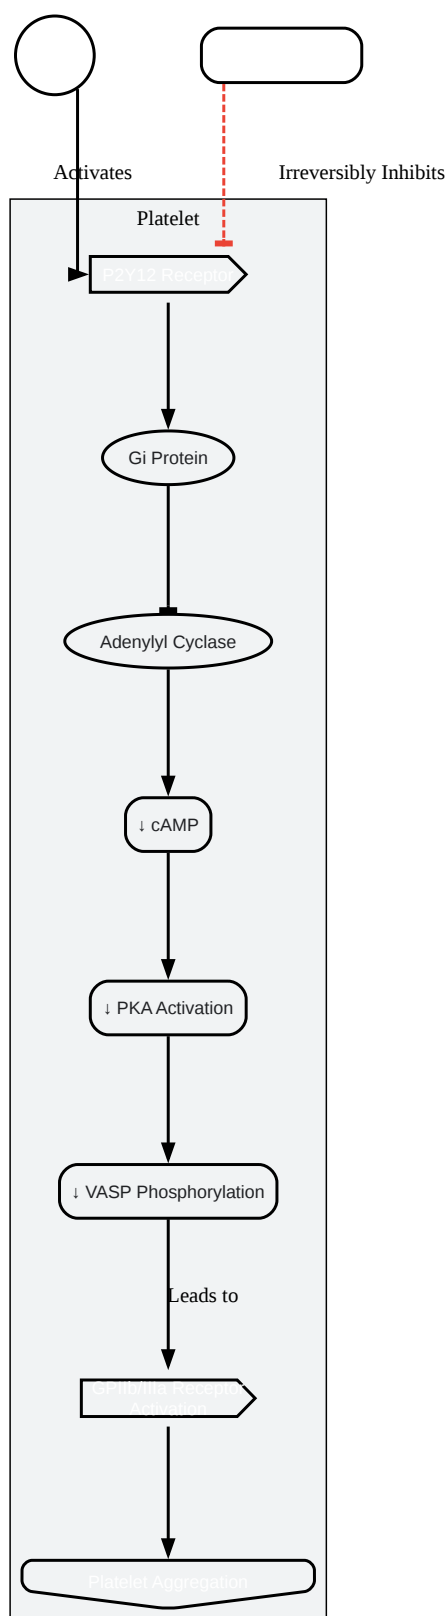 Activates
Irreversibly Inhibits
Platelet
P2Y12 Receptor
Gi Protein
Adenylyl Cyclase
↓ cAMP
↓ PKA Activation
↓ VASP Phosphorylation
Leads to
GPIIb/IIIa Receptor
Activation
Platelet Aggregation